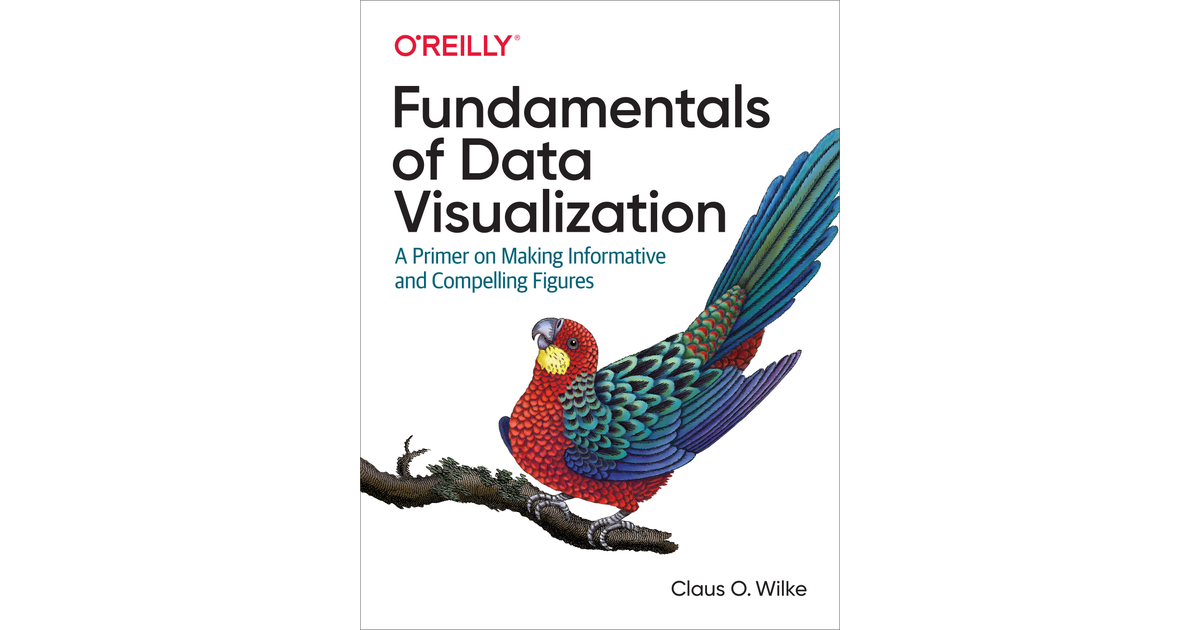 O'REILLY®
Fundamentals
of Data
Visualization
A Primer on Making Informative
and Compelling Figures
Claus O. Wilke